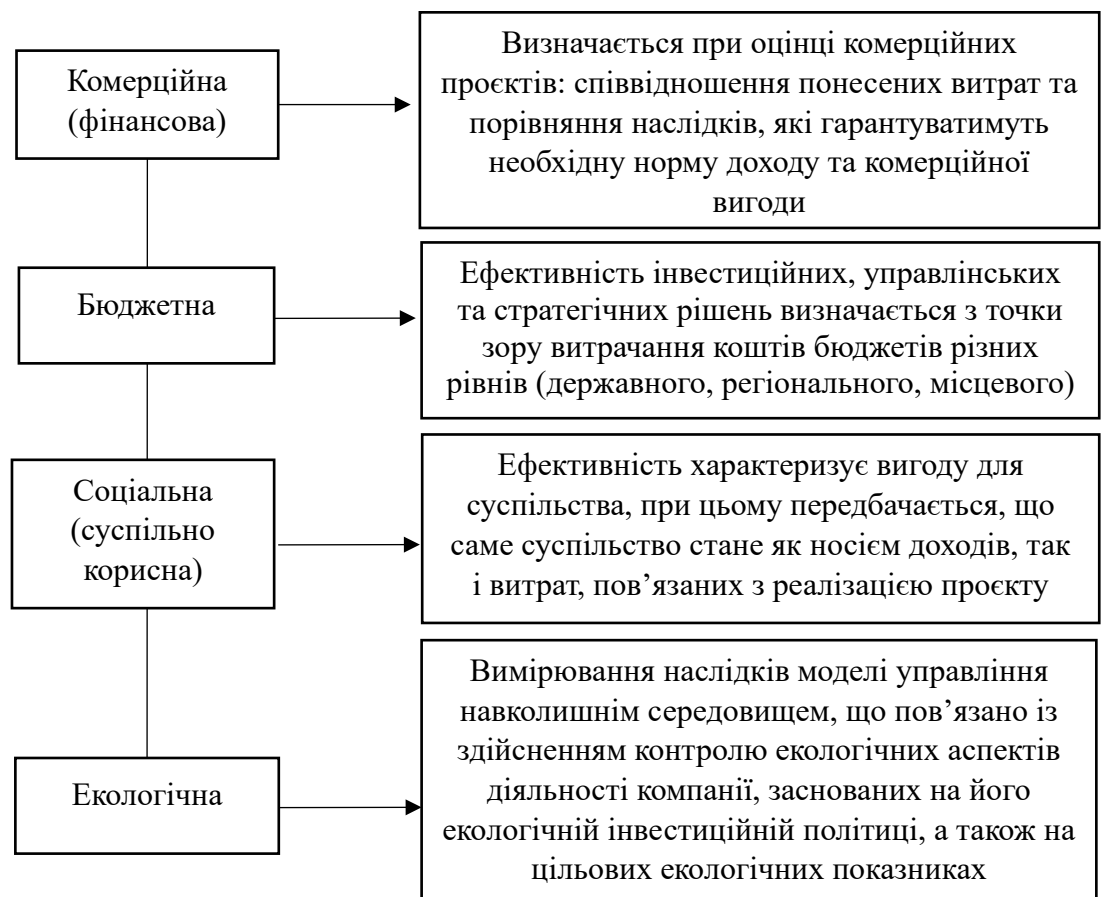 Комерційна
(фінансова)
Визначається при оцінці комерційних
проєктів: співвідношення понесених витрат та
порівняння наслідків, які гарантуватимуть
необхідну норму доходу та комерційної
вигоди
Бюджетна
Ефективність інвестиційних, управлінських
та стратегічних рішень визначається з точки
зору витрачання коштів бюджетів різних
рівнів (державного, регіонального, місцевого)
Соціальна
(суспільно
корисна)
Ефективність характеризує вигоду для
суспільства, при цьому передбачається, що
саме суспільство стане як носієм доходів, так
і витрат, пов’язаних з реалізацією проєкту
Екологічна
Вимірювання наслідків моделі управління
навколишнім середовищем, що пов’язано із
здійсненням контролю екологічних аспектів
діяльності компанії, заснованих на його
екологічній інвестиційній політиці, а також на
цільових екологічних показниках